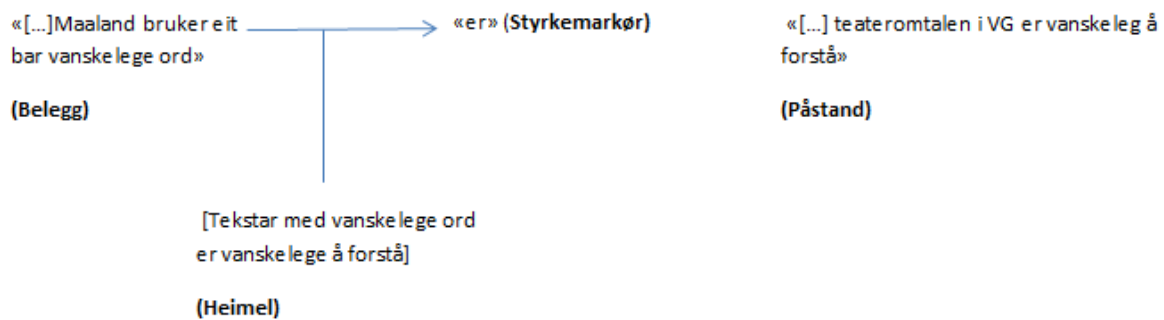 «[...]Maaland bruker eit
bar vanskelege ord»
(Belegg)
«er» (Styrkemarkør)
«[...] teateromtalen i VG er vanskeleg å
forstå»
(Påstand)
[Tekstar med vanskelege ord
er vanskelege å forstå]
(Heimel)